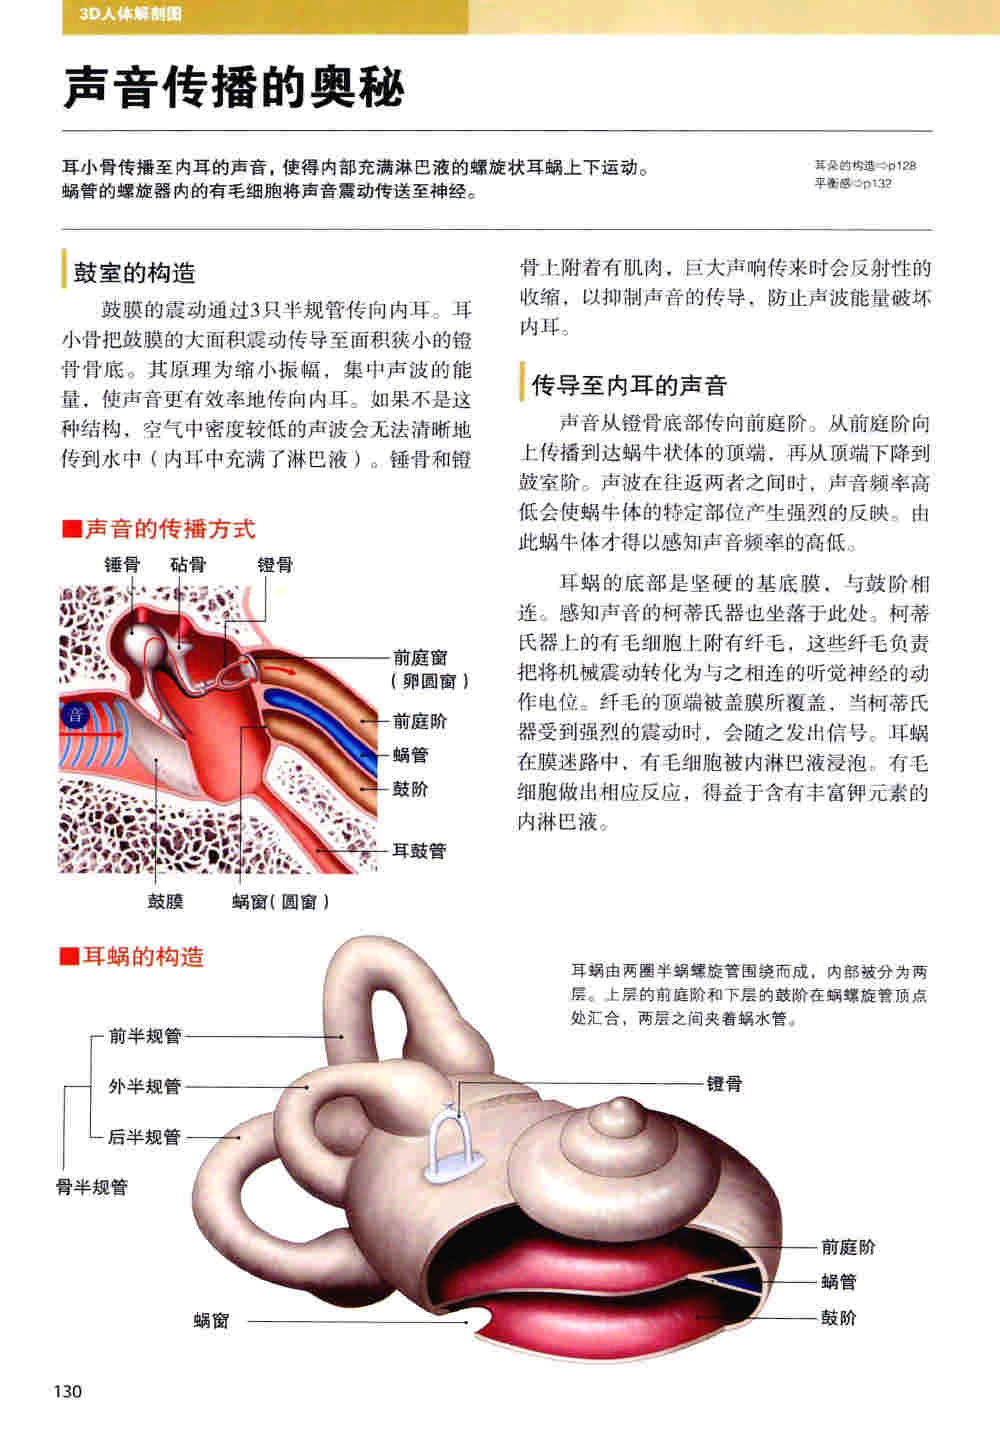 3D人体解剖图
声音传播的奥秘
耳小骨传播至内耳的声音，使得内部充满淋巴液的螺旋状耳蜗上下运动。
蜗管的螺旋器内的有毛细胞将声音震动传送至神经。
耳朵的构造⇨p128
平衡感⇨p132
鼓室的构造
鼓膜的震动通过3只半规管传向内耳。耳
小骨把鼓膜的大面积震动传导至面积狭小的镫
骨骨底。其原理为缩小振幅，集中声波的能
量，使声音更有效率地传向内耳。如果不是这
种结构，空气中密度较低的声波会无法清晰地
传到水中（内耳中充满了淋巴液）。锤骨和镫
骨上附着有肌肉，巨大声响传来时会反射性的
收缩，以抑制声音的传导，防止声波能量破坏
内耳。
传导至内耳的声音
声音从镫骨底部传向前庭阶。从前庭阶向
上传播到达蜗牛状体的顶端，再从顶端下降到
鼓室阶。声波在往返两者之间时，声音频率高
低会使蜗牛体的特定部位产生强烈的反映。由
此蜗牛体才得以感知声音频率的高低。
耳蜗的底部是坚硬的基底膜，与鼓阶相
连。感知声音的柯蒂氏器也坐落于此处。柯蒂
氏器上的有毛细胞上附有纤毛，这些纤毛负责
把将机械震动转化为与之相连的听觉神经的动
作电位。纤毛的顶端被盖膜所覆盖，当柯蒂氏
器受到强烈的震动时，会随之发出信号。耳蜗
在膜迷路中，有毛细胞被内淋巴液浸泡。有毛
细胞做出相应反应，得益于含有丰富钾元素的
内淋巴液。
■声音的传播方式
锤骨
砧骨
镫骨
前庭窗
（卵圆窗）
音
前庭阶
蜗管
鼓阶
耳鼓管
鼓膜
蜗窗（圆窗）
■耳蜗的构造
耳蜗由两圈半蜗螺旋管围绕而成，内部被分为两
层。上层的前庭阶和下层的鼓阶在蜗螺旋管顶点
处汇合，两层之间夹着蜗水管。
前半规管
外半规管
后半规管
骨半规管
镫骨
前庭阶
蜗管
鼓阶
蜗窗
130